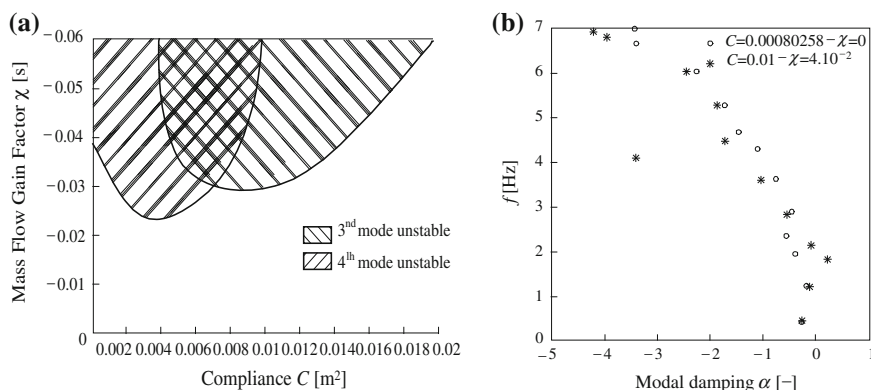 (a)
−0.06
−0.05
−0.04
−0.03
−0.02
−0.01
0
Mass Flow Gain Factor χ [s]
3nd mode unstable
4lh mode unstable
0.002 0.004 0.006 0.008 0.010 0.012 0.014 0.016 0.018 0.02
Compliance C [m²]
(b)
7
6
5
4
3
2
1
0
f [Hz]
C=0.00080258−χ=0
C=0.01−χ=4.10⁻²
−5 −4 −3 −2 −1 0 1
Modal damping α [−]